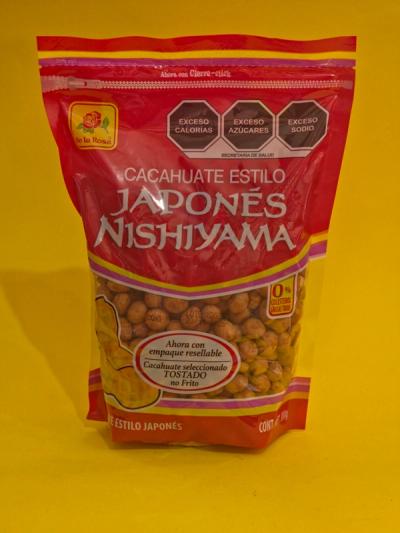 Ahora con Cierra-click
de la Rosa
EXCESO
CALORÍAS
EXCESO
AZÚCARES
EXCESO
SODIO
SECRETARÍA DE SALUD
CACAHUATE ESTILO
JAPONÉS
NISHIYAMA
0%
COLESTEROL
Ahora con
empaque resellable
Cacahuate seleccionado
TOSTADO
no Frito
E ESTILO JAPONÉS
CONT